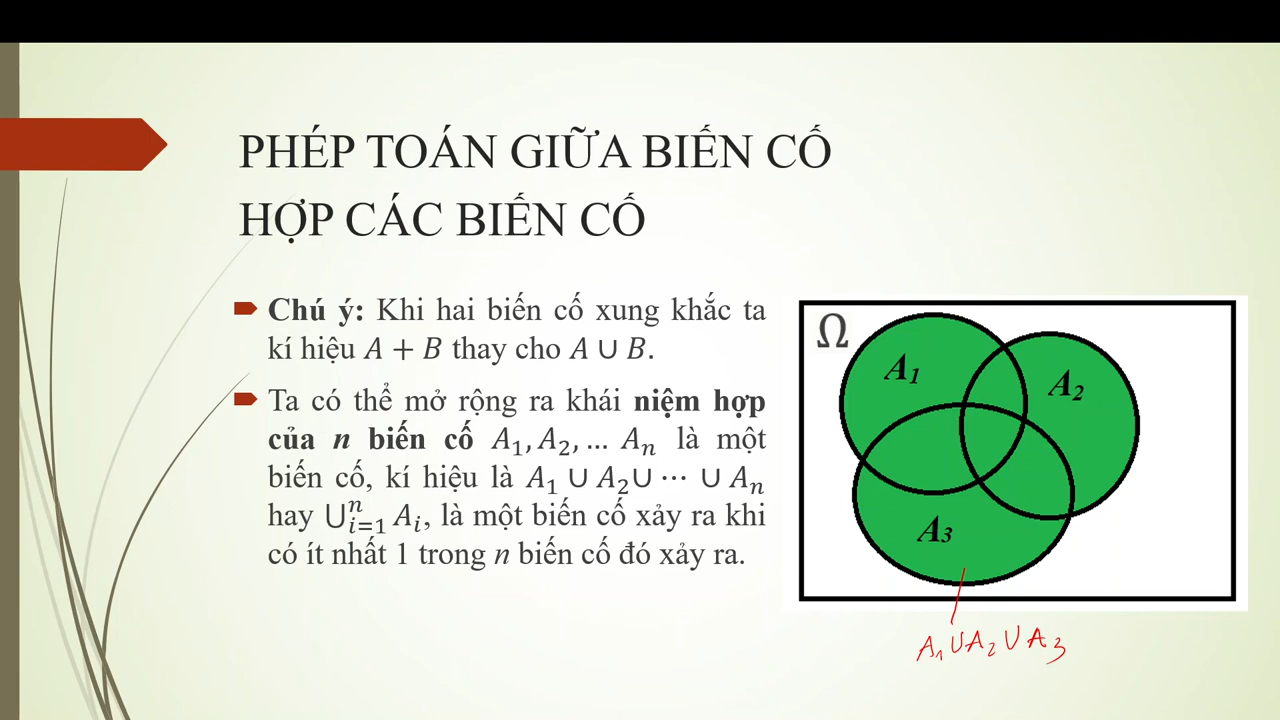 PHÉP TOÁN GIỮA BIẾN CỐ
HỢP CÁC BIẾN CỐ
Chú ý: Khi hai biến cố xung khắc ta
kí hiệu A + B thay cho A ∪ B.
Ta có thể mở rộng ra khái niệm hợp
của n biến cố A₁, A₂, … Aₙ là một
biến cố, kí hiệu là A₁ ∪ A₂∪ ⋯ ∪ Aₙ
hay ⋃ⁿᵢ₌₁ Aᵢ, là một biến cố xảy ra khi
có ít nhất 1 trong n biến cố đó xảy ra.
Ω
A₁
A₂
A₃
A₁∪A₂∪A₃